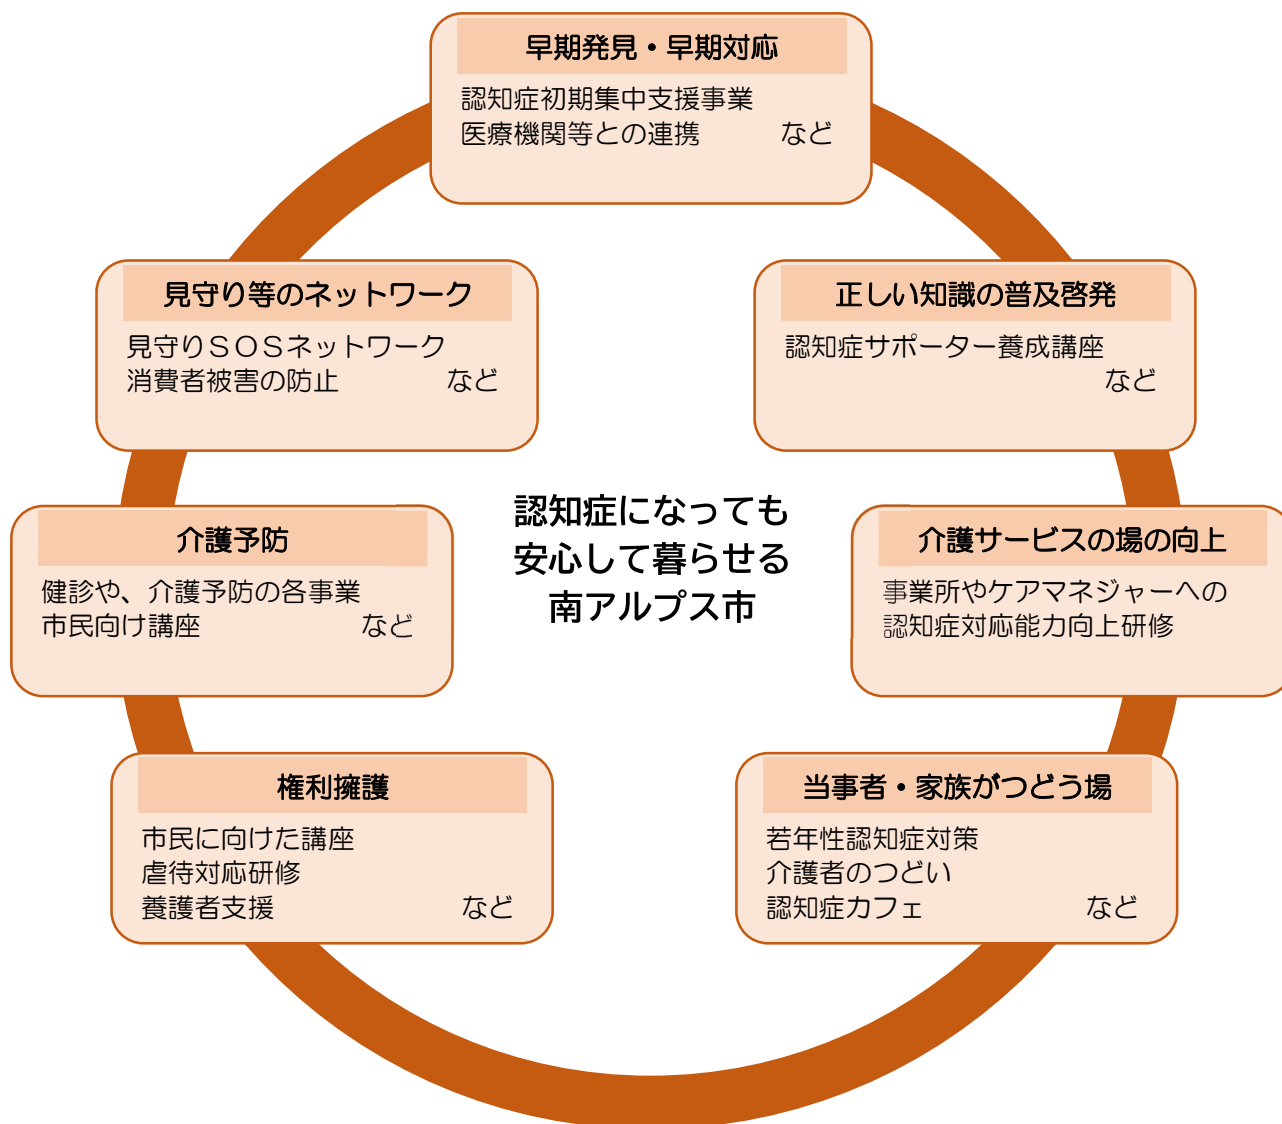 早期発見・早期対応
認知症初期集中支援事業
医療機関等との連携 など
見守り等のネットワーク
見守りＳＯＳネットワーク
消費者被害の防止 など
正しい知識の普及啓発
認知症サポーター養成講座
など
認知症になっても
安心して暮らせる
南アルプス市
介護予防
健診や、介護予防の各事業
市民向け講座 など
介護サービスの場の向上
事業所やケアマネジャーへの
認知症対応能力向上研修
権利擁護
市民に向けた講座
虐待対応研修
養護者支援 など
当事者・家族がつどう場
若年性認知症対策
介護者のつどい
認知症カフェ など